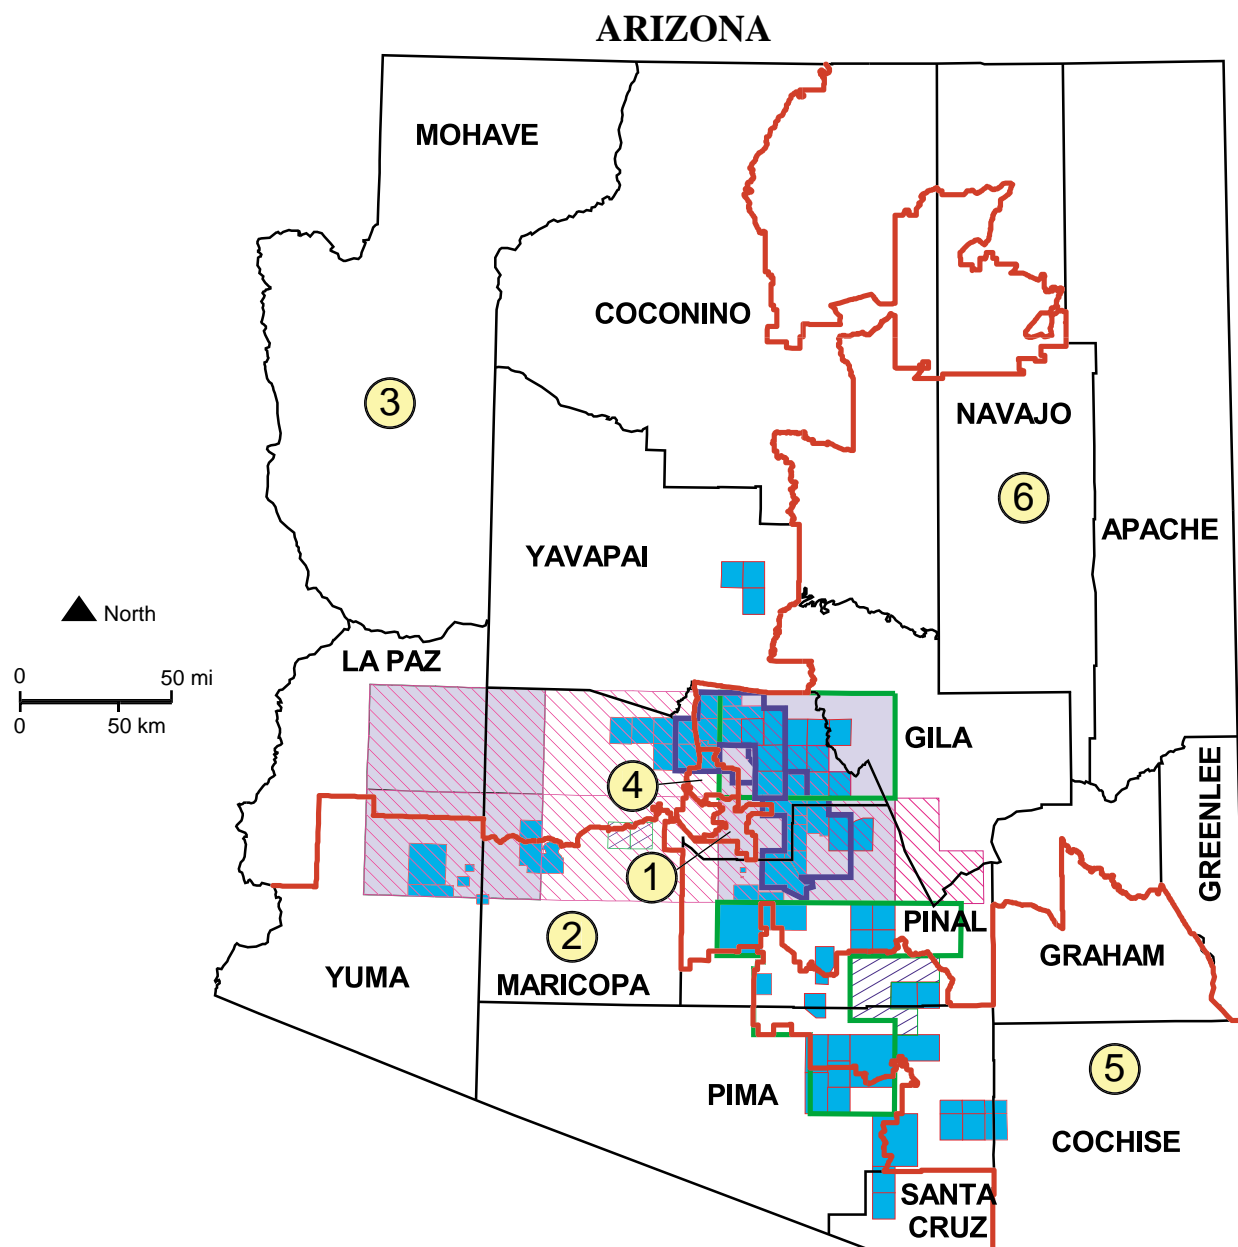 ARIZONA
MOHAVE
COCONINO
3
NAVAJO
6
APACHE
YAVAPAI
North
LA PAZ
0 50 mi
0 50 km
GILA
4
GREENLEE
1
PINAL
2
GRAHAM
YUMA
MARICOPA
5
PIMA
COCHISE
SANTA
CRUZ